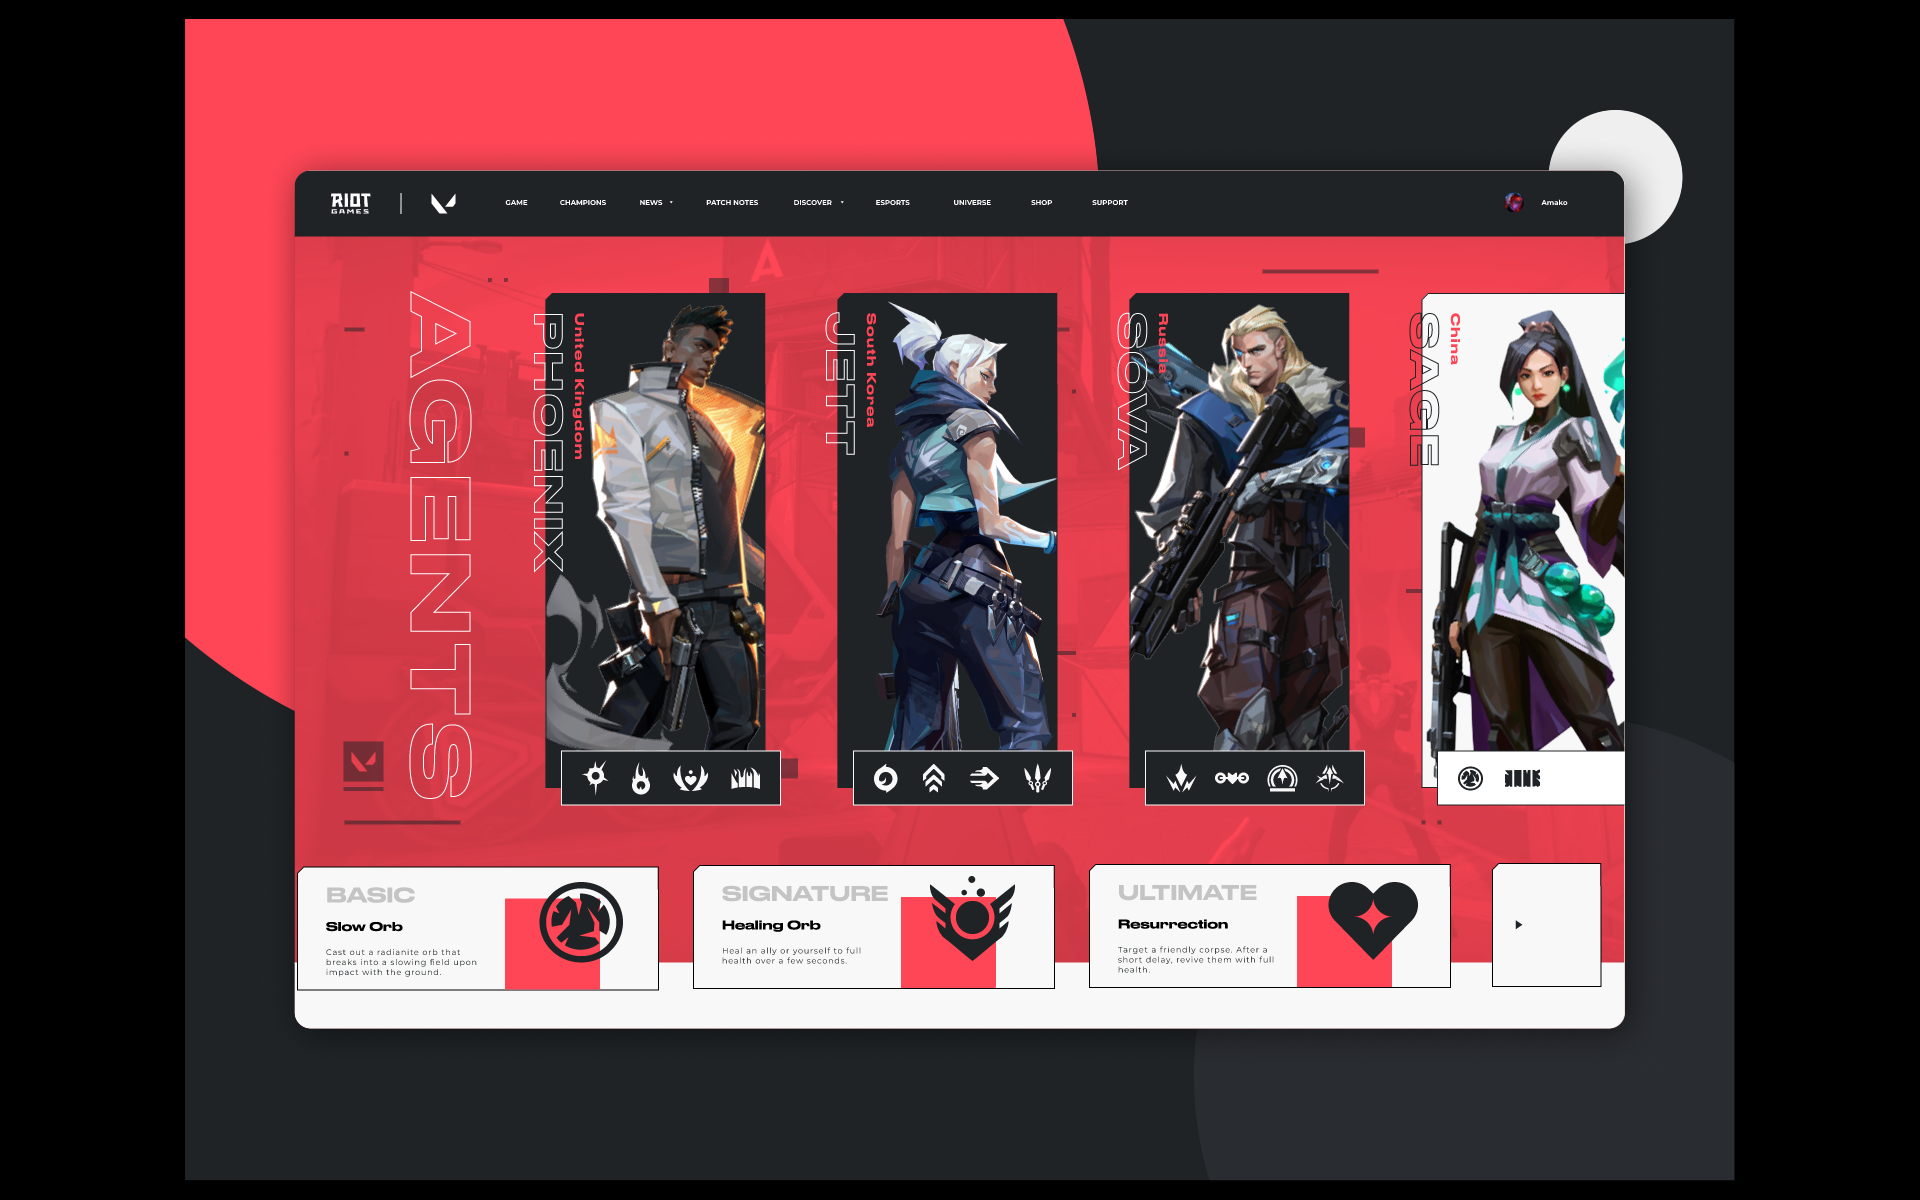 RIOT
GAMES
GAME
CHAMPIONS
NEWS
PATCH NOTES
DISCOVER
ESPORTS
UNIVERSE
SHOP
SUPPORT
Amako
A
AGENTS
PHOENIX
United Kingdom
JETT
South Korea
SOVA
Russia
SAGE
China
BASIC
Slow Orb
Cast out a radianite orb that
breaks into a slowing field upon
impact with the ground.
SIGNATURE
Healing Orb
Heal an ally or yourself to full
health over a few seconds.
ULTIMATE
Resurrection
Target a friendly corpse. After a
short delay, revive them with full
health.